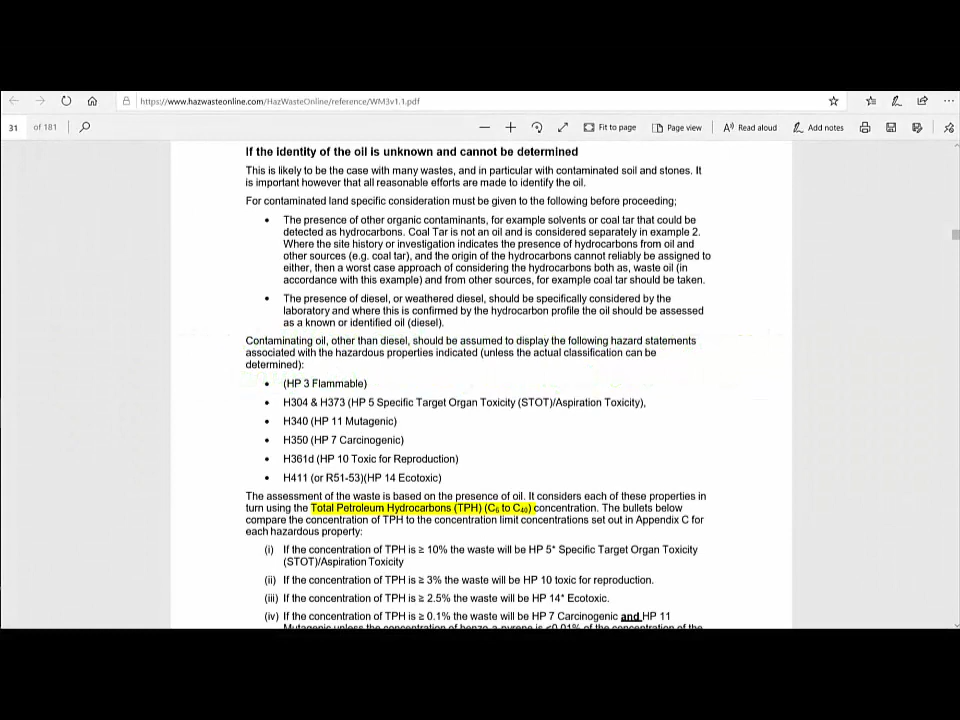 https://www.hazwasteonline.com/HazWasteOnline/reference/WM3v1.1.pdf
31 of 181
Fit to page
Page view
Read aloud
Add notes
If the identity of the oil is unknown and cannot be determined
This is likely to be the case with many wastes, and in particular with contaminated soil and stones. It
is important however that all reasonable efforts are made to identify the oil.
For contaminated land specific consideration must be given to the following before proceeding;
• The presence of other organic contaminants, for example solvents or coal tar that could be
detected as hydrocarbons. Coal Tar is not an oil and is considered separately in example 2.
Where the site history or investigation indicates the presence of hydrocarbons from oil and
other sources (e.g. coal tar), and the origin of the hydrocarbons cannot reliably be assigned to
either, then a worst case approach of considering the hydrocarbons both as, waste oil (in
accordance with this example) and from other sources, for example coal tar should be taken.
• The presence of diesel, or weathered diesel, should be specifically considered by the
laboratory and where this is confirmed by the hydrocarbon profile the oil should be assessed
as a known or identified oil (diesel).
Contaminating oil, other than diesel, should be assumed to display the following hazard statements
associated with the hazardous properties indicated (unless the actual classification can be
determined):
• (HP 3 Flammable)
• H304 & H373 (HP 5 Specific Target Organ Toxicity (STOT)/Aspiration Toxicity),
• H340 (HP 11 Mutagenic)
• H350 (HP 7 Carcinogenic)
• H361d (HP 10 Toxic for Reproduction)
• H411 (or R51-53)(HP 14 Ecotoxic)
The assessment of the waste is based on the presence of oil. It considers each of these properties in
turn using the Total Petroleum Hydrocarbons (TPH) (C₆ to C₄₀) concentration. The bullets below
compare the concentration of TPH to the concentration limit concentrations set out in Appendix C for
each hazardous property:
(i) If the concentration of TPH is ≥ 10% the waste will be HP 5* Specific Target Organ Toxicity
(STOT)/Aspiration Toxicity
(ii) If the concentration of TPH is ≥ 3% the waste will be HP 10 toxic for reproduction.
(iii) If the concentration of TPH is ≥ 2.5% the waste will be HP 14* Ecotoxic.
(iv) If the concentration of TPH is ≥ 0.1% the waste will be HP 7 Carcinogenic and HP 11
Mutagenic unless the concentration of benzo-a-pyrene is <0.01% of the concentration of the